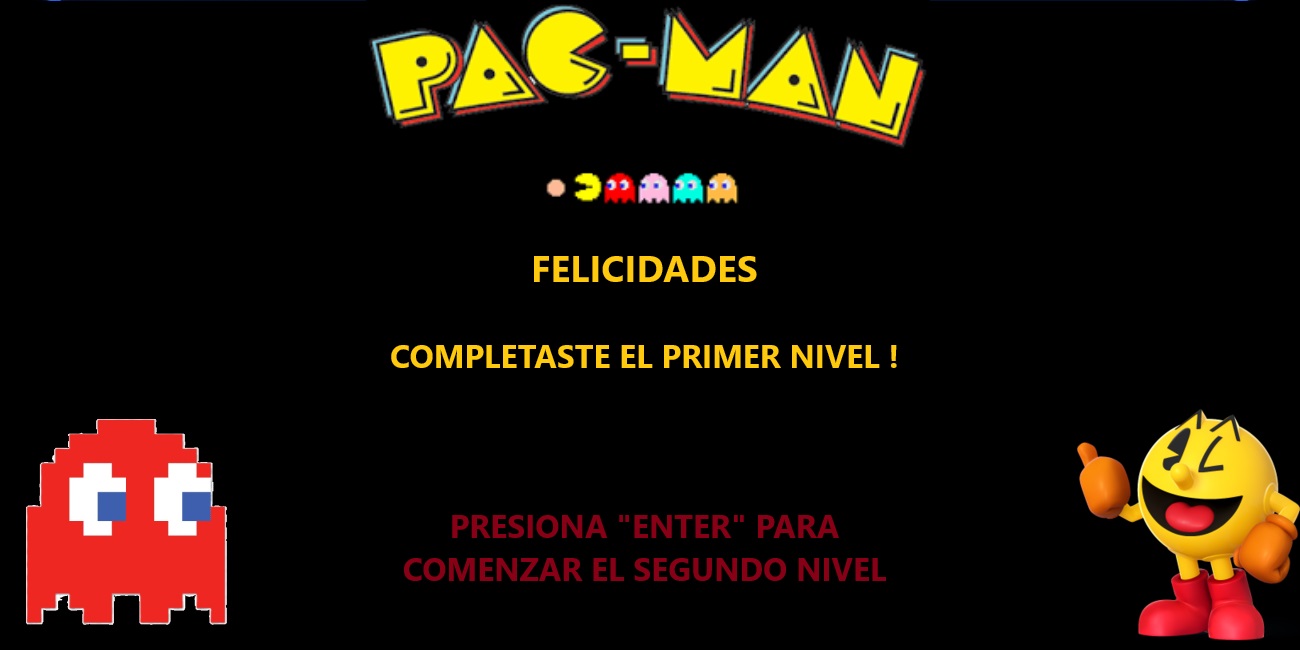 PAC-MAN
FELICIDADES
COMPLETASTE EL PRIMER NIVEL !
PRESIONA "ENTER" PARA
COMENZAR EL SEGUNDO NIVEL